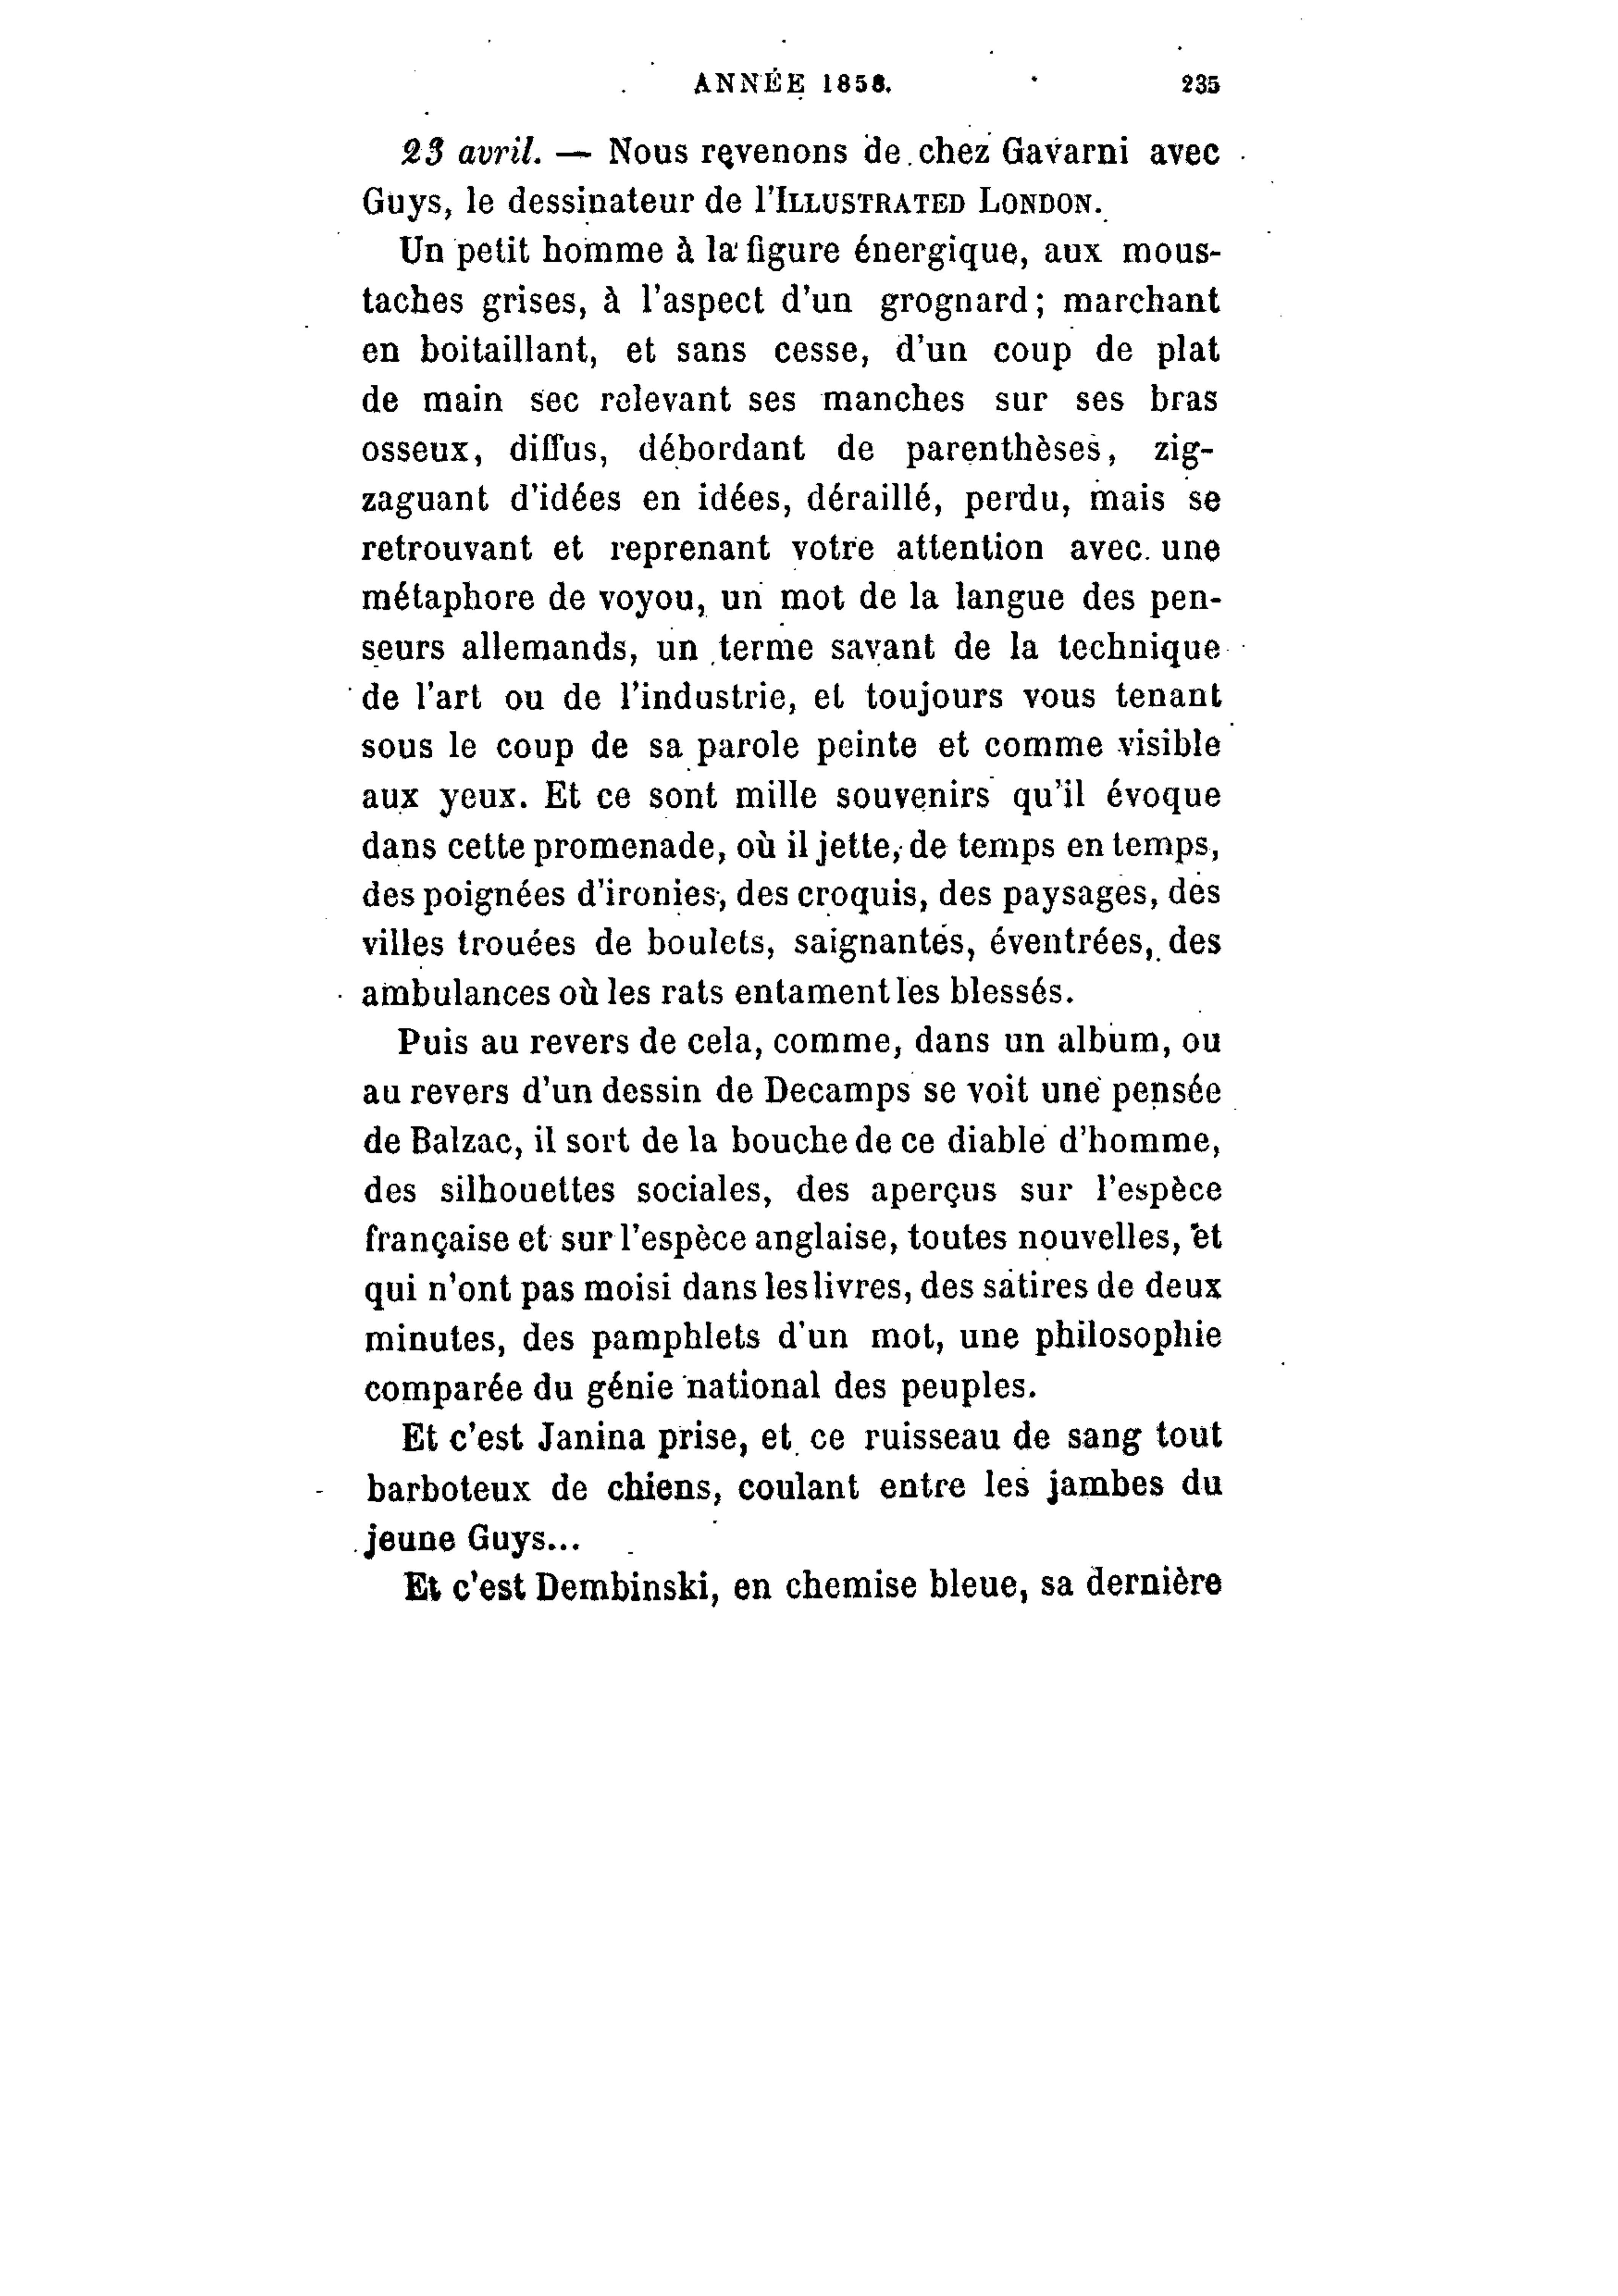 ANNÉE 1858. 235
23 avril. — Nous revenons de chez Gavarni avec
Guys, le dessinateur de l'ILLUSTRATED LONDON.
Un petit homme à la figure énergique, aux mous-
taches grises, à l'aspect d'un grognard; marchant
en boitaillant, et sans cesse, d'un coup de plat
de main sec relevant ses manches sur ses bras
osseux, diffus, débordant de parenthèses, zig-
zaguant d'idées en idées, déraillé, perdu, mais se
retrouvant et reprenant votre attention avec une
métaphore de voyou, un mot de la langue des pen-
seurs allemands, un terme savant de la technique
de l'art ou de l'industrie, et toujours vous tenant
sous le coup de sa parole peinte et comme visible
aux yeux. Et ce sont mille souvenirs qu'il évoque
dans cette promenade, où il jette, de temps en temps,
des poignées d'ironies, des croquis, des paysages, des
villes trouées de boulets, saignantes, éventrées, des
ambulances où les rats entament les blessés.
Puis au revers de cela, comme, dans un album, ou
au revers d'un dessin de Decamps se voit une pensée
de Balzac, il sort de la bouche de ce diable d'homme,
des silhouettes sociales, des aperçus sur l'espèce
française et sur l'espèce anglaise, toutes nouvelles, et
qui n'ont pas moisi dans les livres, des satires de deux
minutes, des pamphlets d'un mot, une philosophie
comparée du génie national des peuples.
Et c'est Janina prise, et ce ruisseau de sang tout
barboteux de chiens, coulant entre les jambes du
jeune Guys...
Et c'est Dembinski, en chemise bleue, sa dernière